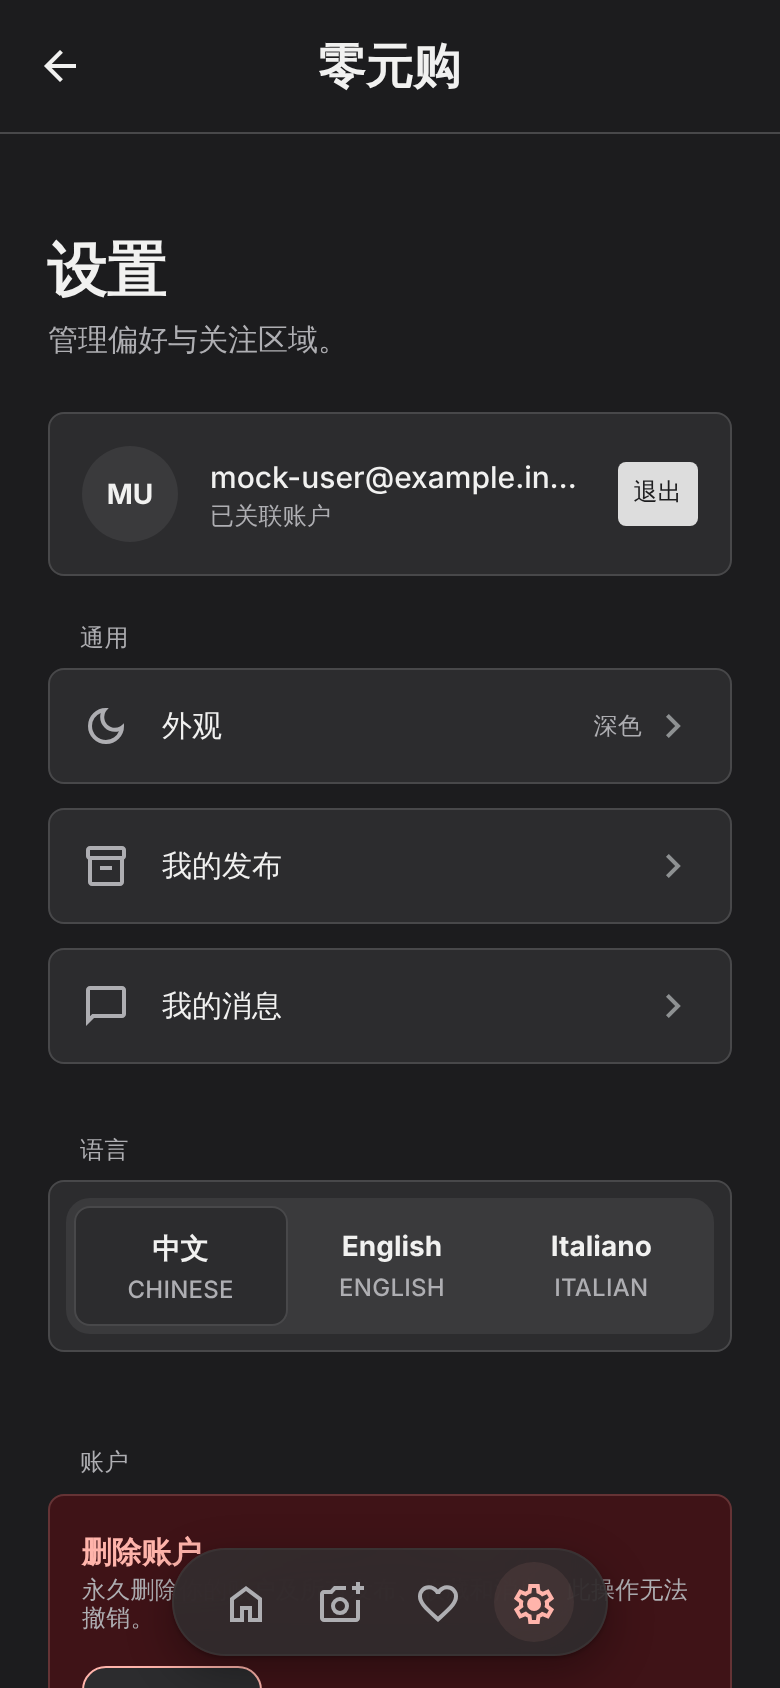 零元购
设置
管理偏好与关注区域。
MU
mock-user@example.in...
已关联账户
退出
通用
外观
深色
我的发布
我的消息
语言
中文
CHINESE
English
ENGLISH
Italiano
ITALIAN
账户
删除账户
永久删除
操作无法
撤销。